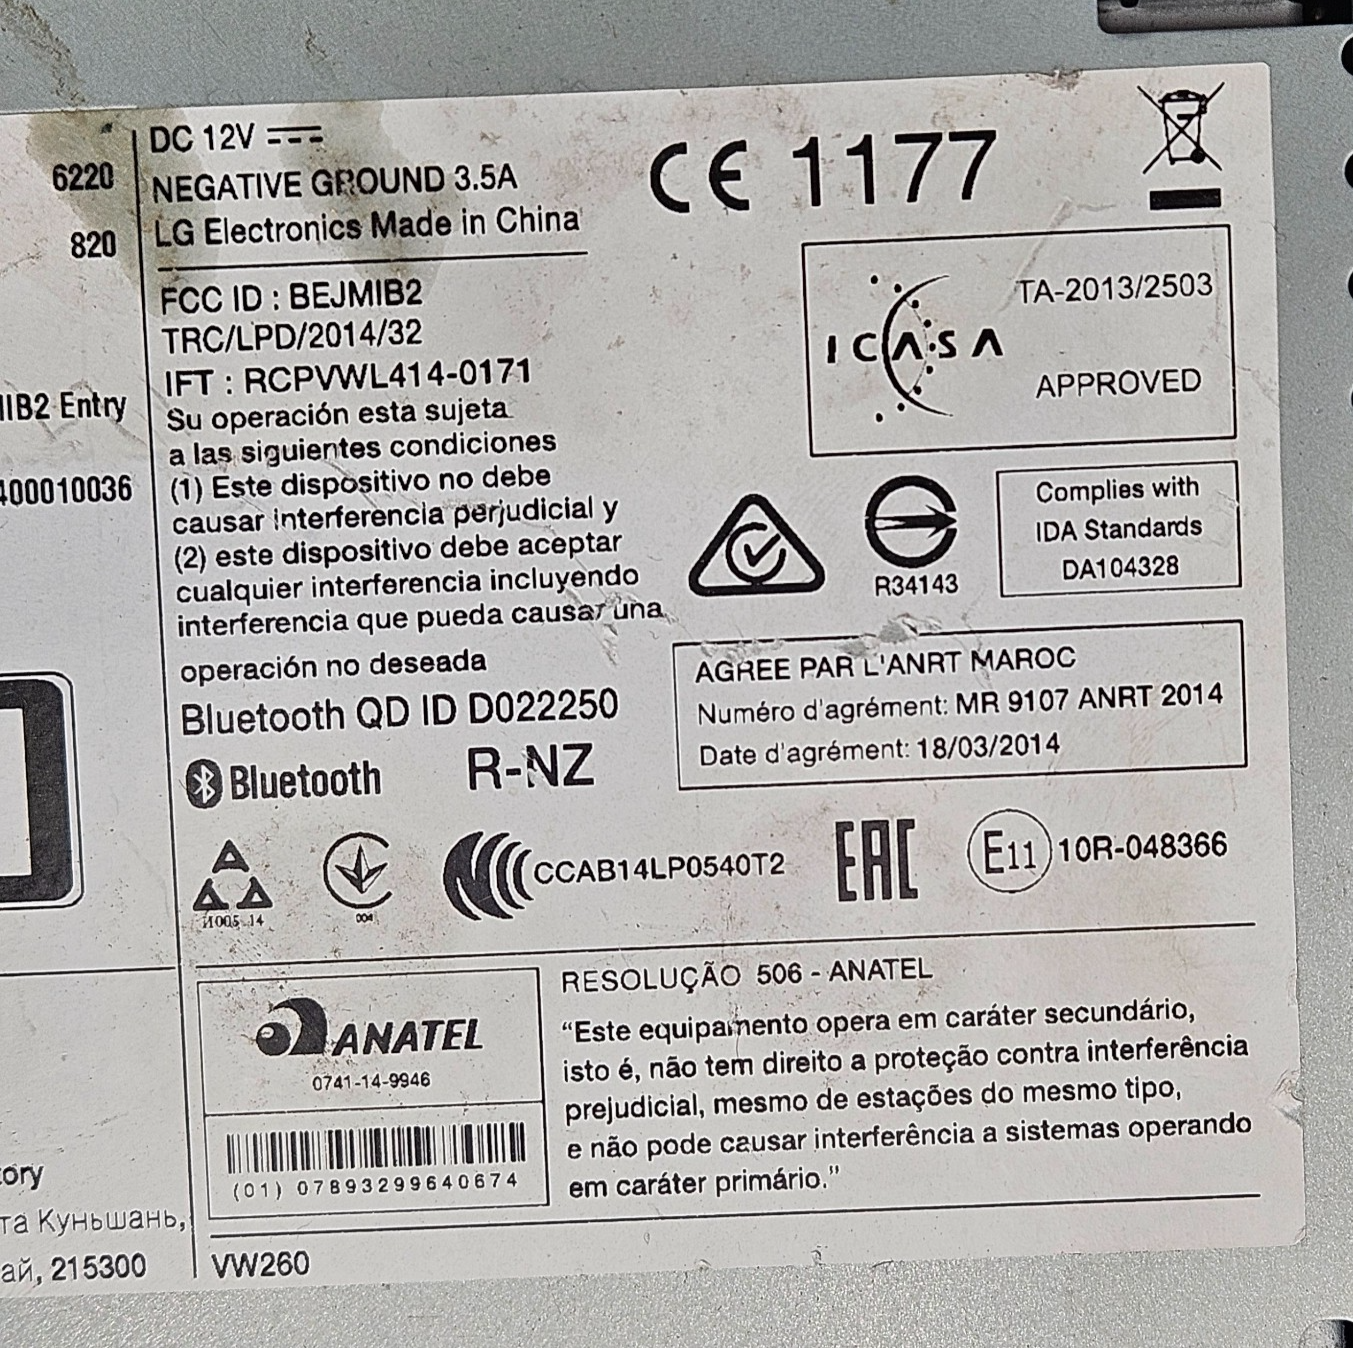 6220
820
MIB2 Entry
400010036
ory
та Куньшань,
ай, 215300
DC 12V
NEGATIVE GROUND 3.5A
LG Electronics Made in China
FCC ID : BEJMIB2
TRC/LPD/2014/32
IFT : RCPVWL414-0171
Su operación esta sujeta
a las siguientes condiciones
(1) Este dispositivo no debe
causar interferencia perjudicial y
(2) este dispositivo debe aceptar
cualquier interferencia incluyendo
interferencia que pueda causar una
operación no deseada
Bluetooth QD ID D022250
Bluetooth
R-NZ
CE 1177
ICASA
TA-2013/2503
APPROVED
R34143
Complies with
IDA Standards
DA104328
AGREE PAR L'ANRT MAROC
Numéro d'agrément: MR 9107 ANRT 2014
Date d'agrément: 18/03/2014
И005 14
004
CCAB14LP0540T2
EAC
E11
10R-048366
ANATEL
0741-14-9946
(01) 07893299640674
RESOLUÇÃO 506 - ANATEL
“Este equipamento opera em caráter secundário,
isto é, não tem direito a proteção contra interferência
prejudicial, mesmo de estações do mesmo tipo,
e não pode causar interferência a sistemas operando
em caráter primário.”
VW260